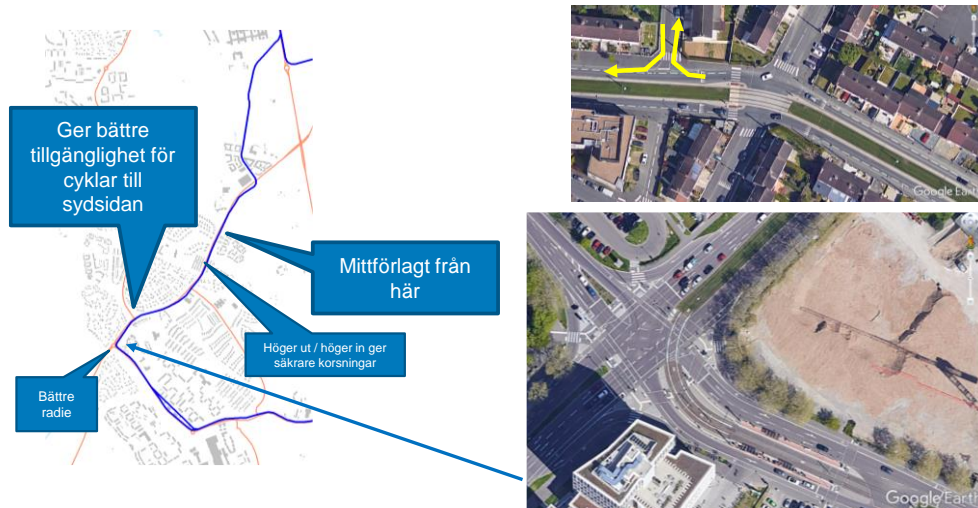 Ger bättre
tillgänglighet för
cyklar till
sydsidan
Mittförlagt från
här
Höger ut / höger in ger
säkrare korsningar
Bättre
radie
Google Earth
Google Earth